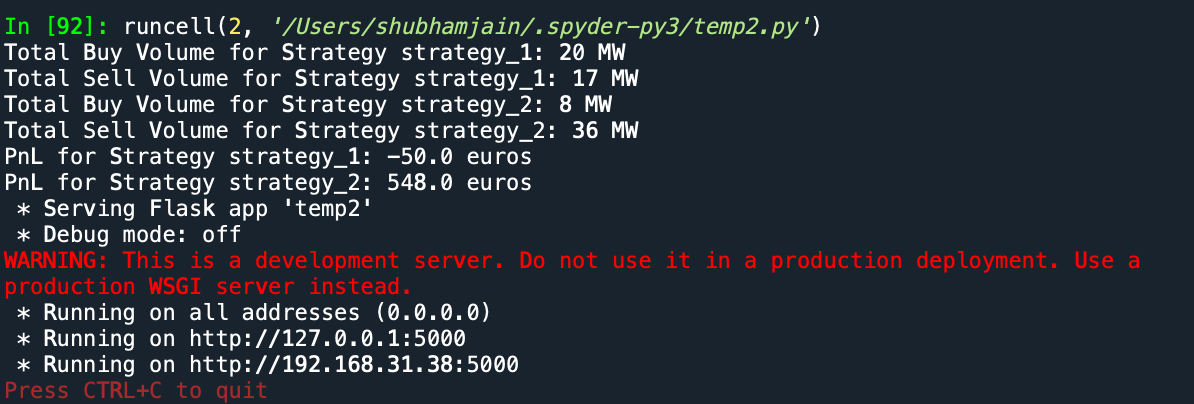 In [92]: runcell(2, '/Users/shubhamjain/.spyder-py3/temp2.py')
Total Buy Volume for Strategy strategy_1: 20 MW
Total Sell Volume for Strategy strategy_1: 17 MW
Total Buy Volume for Strategy strategy_2: 8 MW
Total Sell Volume for Strategy strategy_2: 36 MW
PnL for Strategy strategy_1: -50.0 euros
PnL for Strategy strategy_2: 548.0 euros
 * Serving Flask app 'temp2'
 * Debug mode: off
WARNING: This is a development server. Do not use it in a production deployment. Use a
production WSGI server instead.
 * Running on all addresses (0.0.0.0)
 * Running on http://127.0.0.1:5000
 * Running on http://192.168.31.38:5000
Press CTRL+C to quit